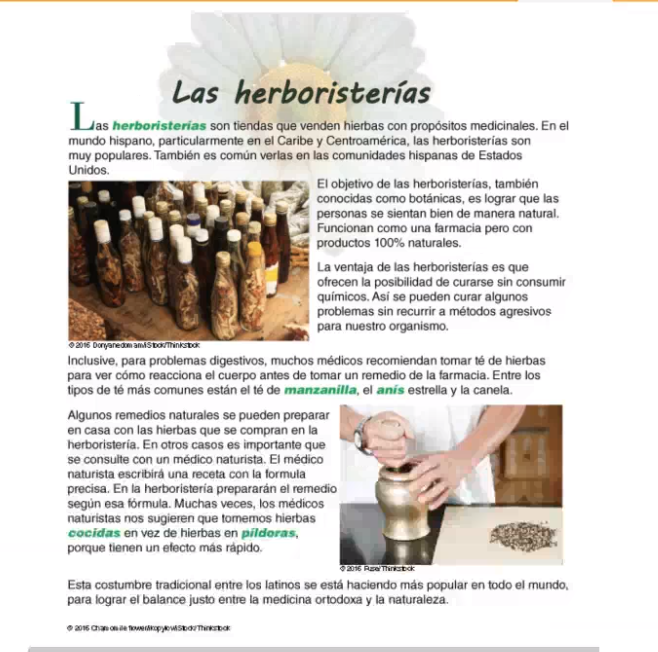 Las herboristerías
Las herboristerías son tiendas que venden hierbas con propósitos medicinales. En el
mundo hispano, particularmente en el Caribe y Centroamérica, las herboristerías son
muy populares. También es común verlas en las comunidades hispanas de Estados
Unidos.
El objetivo de las herboristerías, también
conocidas como botánicas, es lograr que las
personas se sientan bien de manera natural.
Funcionan como una farmacia pero con
productos 100% naturales.
La ventaja de las herboristerías es que
ofrecen la posibilidad de curarse sin consumir
químicos. Así se pueden curar algunos
problemas sin recurrir a métodos agresivos
para nuestro organismo.
© 2016
Inclusive, para problemas digestivos, muchos médicos recomiendan tomar té de hierbas
para ver cómo reacciona el cuerpo antes de tomar un remedio de la farmacia. Entre los
tipos de té más comunes están el té de manzanilla, el anís estrella y la canela.
Algunos remedios naturales se pueden preparar
en casa con las hierbas que se compran en la
herboristería. En otros casos es importante que
se consulte con un médico naturista. El médico
naturista escribirá una receta con la formula
precisa. En la herboristería prepararán el remedio
según esa fórmula. Muchas veces, los médicos
naturistas nos sugieren que tomemos hierbas
cocidas en vez de hierbas en píldoras,
porque tienen un efecto más rápido.
© 2016 Fuse/Thinkstock
Esta costumbre tradicional entre los latinos se está haciendo más popular en todo el mundo,
para lograr el balance justo entre la medicina ortodoxa y la naturaleza.
© 2016